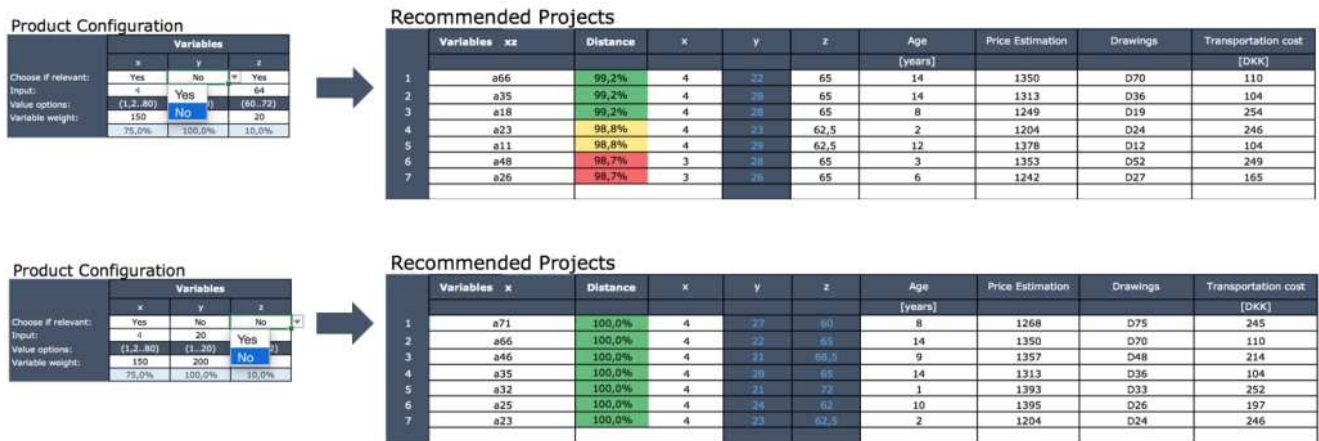 Product Configuration
Variables
x y z
Choose if relevant: Yes No Yes
Input: 4 64
Yes
Value options: (1,2..80) (60..72)
No
Variable weight: 150 20
75,0% 100,0% 10,0%
Recommended Projects
Variables xz Distance x y z Age Price Estimation Drawings Transportation cost
[years] [DKK]
1 a66 99,2% 4 22 65 14 1350 D70 110
2 a35 99,2% 4 28 65 14 1313 D36 104
3 a18 99,2% 4 28 65 8 1249 D19 254
4 a23 98,8% 4 23 62,5 2 1204 D24 246
5 a11 98,8% 4 29 62,5 12 1378 D12 104
6 a48 98,7% 3 28 65 3 1353 D52 249
7 a26 98,7% 3 26 65 6 1242 D27 165
Product Configuration
Variables
x y z
Choose if relevant: Yes No No
Input: 4 20
Yes
Value options: (1,2..80) (1..20)
No
Variable weight: 150 200
75,0% 100,0% 10,0%
Recommended Projects
Variables x Distance x y z Age Price Estimation Drawings Transportation cost
[years] [DKK]
1 a71 100,0% 4 27 60 8 1268 D75 245
2 a66 100,0% 4 22 65 14 1350 D70 110
3 a46 100,0% 4 21 9 1357 D48 214
4 a35 100,0% 4 28 65 14 1313 D36 104
5 a32 100,0% 4 21 72 1 1393 D33 252
6 a25 100,0% 4 24 62 10 1395 D26 197
7 a23 100,0% 4 23 62,5 2 1204 D24 246